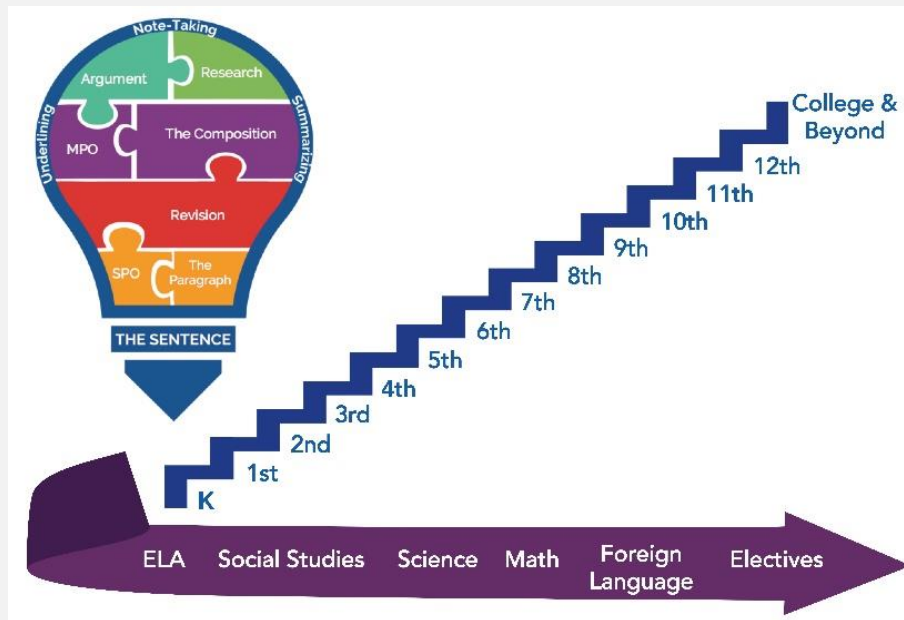 Note-Taking
Underlining
Summarizing
Argument
Research
MPO
The Composition
Revision
SPO
The
Paragraph
THE SENTENCE
College &
Beyond
12th
11th
10th
9th
8th
7th
6th
5th
4th
3rd
2nd
1st
K
ELA Social Studies Science Math Foreign
Language Electives